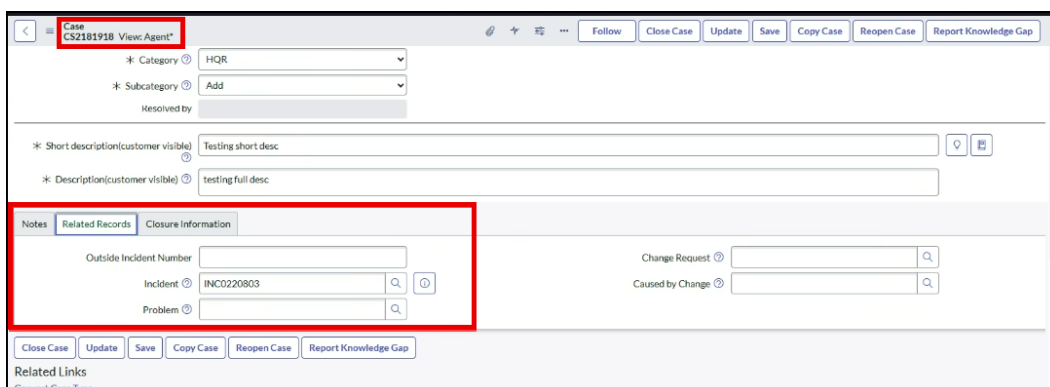 Case
CS2181918 View: Agent*
Follow Close Case Update Save Copy Case Reopen Case Report Knowledge Gap
Category HQR
Subcategory Add
Resolved by
Short description(customer visible) Testing short desc
Description(customer visible) testing full desc
Notes Related Records Closure Information
Outside Incident Number Change Request
Incident INC0220803 Caused by Change
Problem
Close Case Update Save Copy Case Reopen Case Report Knowledge Gap
Related Links